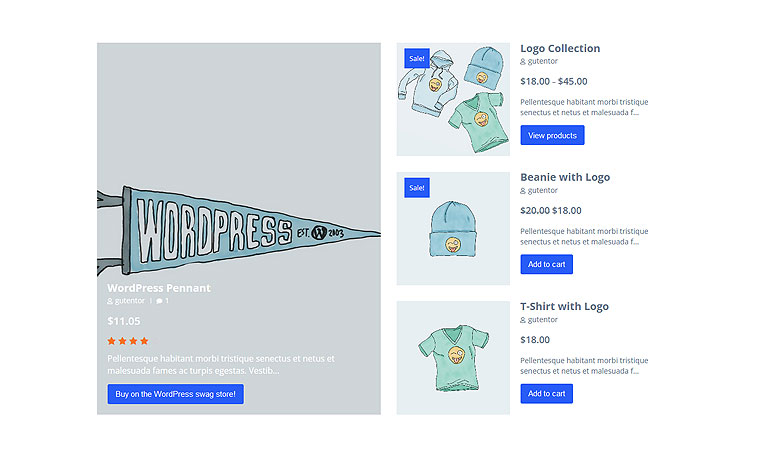 WORDPRESS EST. W 2003
WordPress Pennant
gutentor | 1
$11.05
Pellentesque habitant morbi tristique senectus et netus et
malesuada fames ac turpis egestas. Vestib...
Buy on the WordPress swag store!
Sale!
Logo Collection
gutentor
$18.00 - $45.00
Pellentesque habitant morbi tristique
senectus et netus et malesuada f...
View products
Sale!
Beanie with Logo
gutentor
$20.00 $18.00
Pellentesque habitant morbi tristique
senectus et netus et malesuada f...
Add to cart
T-Shirt with Logo
gutentor
$18.00
Pellentesque habitant morbi tristique
senectus et netus et malesuada f...
Add to cart